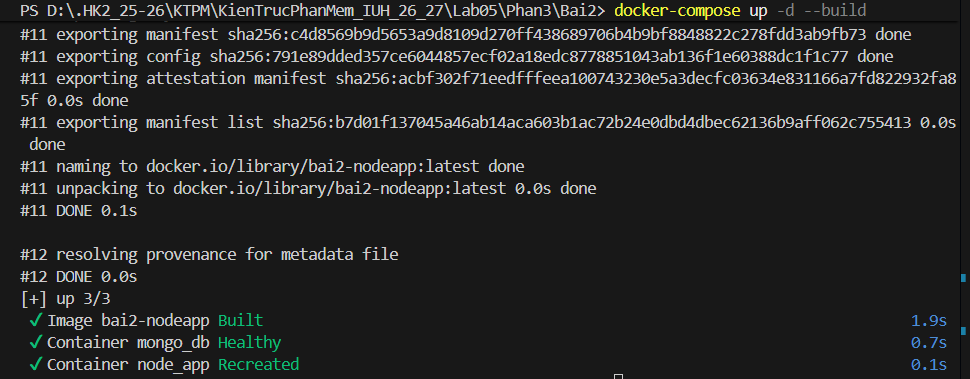 PS D:\.HK2_25-26\KTPM\KienTrucPhanMem_IUH_26_27\Lab05\Phan3\Bai2> docker-compose up -d --build
#11 exporting manifest sha256:c4d8569b9d5653a9d8109d270ff438689706b4b9bf8848822c278fdd3ab9fb73 done
#11 exporting config sha256:791e89dded357ce6044857ecf02a18edc8778851043ab136f1e60388dc1f1c77 done
#11 exporting attestation manifest sha256:acbf302f71eedfffeea100743230e5a3decfc03634e831166a7fd822932fa8
5f 0.0s done
#11 exporting manifest list sha256:b7d01f137045a46ab14aca603b1ac72b24e0dbd4dbec62136b9aff062c755413 0.0s
done
#11 naming to docker.io/library/bai2-nodeapp:latest done
#11 unpacking to docker.io/library/bai2-nodeapp:latest 0.0s done
#11 DONE 0.1s
#12 resolving provenance for metadata file
#12 DONE 0.0s
[+] up 3/3
✓ Image bai2-nodeapp Built 1.9s
✓ Container mongo_db Healthy 0.7s
✓ Container node_app Recreated 0.1s